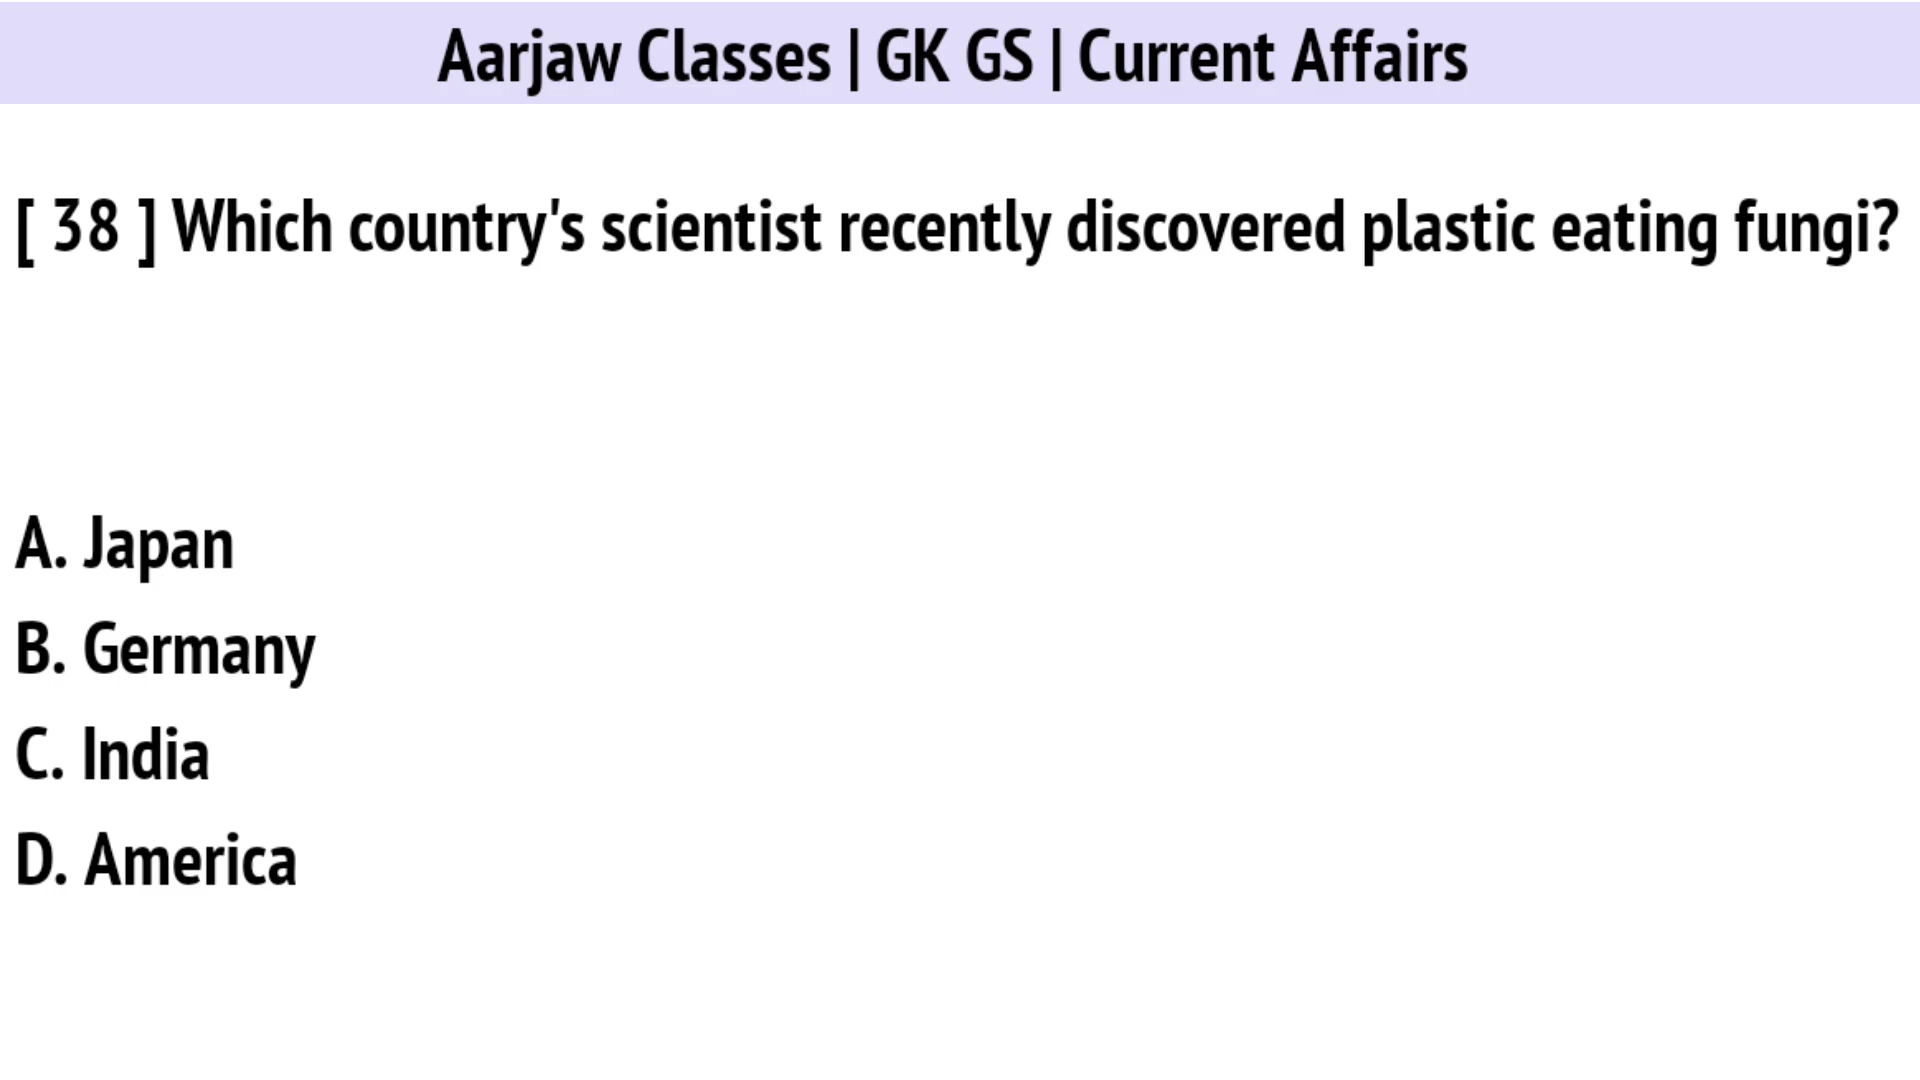 Aarjaw Classes | GK GS | Current Affairs
[ 38 ] Which country's scientist recently discovered plastic eating fungi?
A. Japan
B. Germany
C. India
D. America